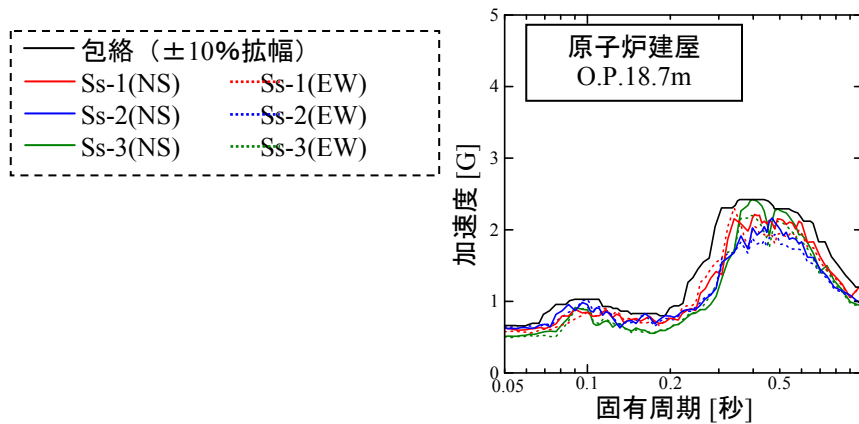 包絡（±10%拡幅）
Ss-1(NS) Ss-1(EW)
Ss-2(NS) Ss-2(EW)
Ss-3(NS) Ss-3(EW)
原子炉建屋
O.P.18.7m
加速度 [G]
5
4
3
2
1
0
0.05 0.1 0.2 0.5
固有周期 [秒]